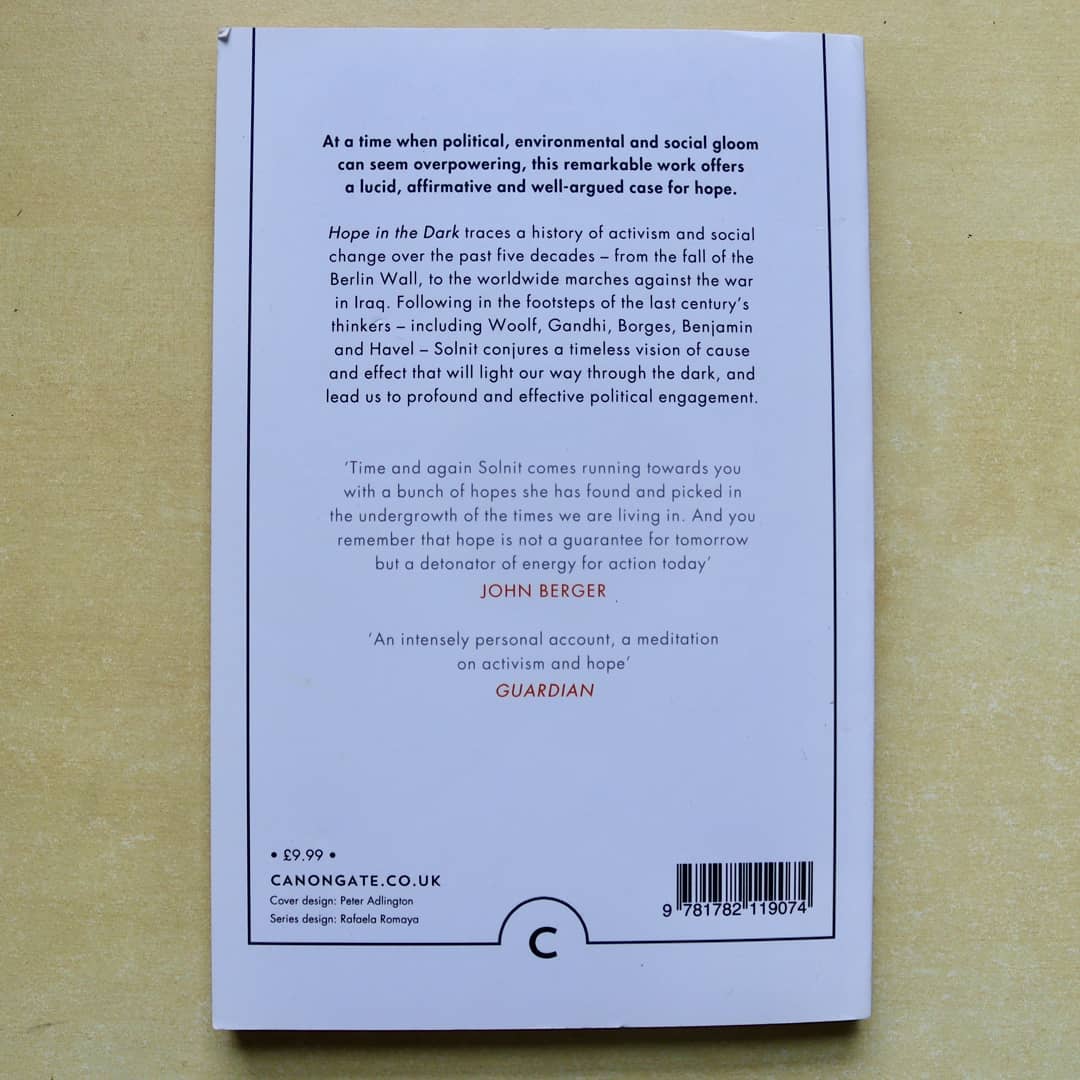 At a time when political, environmental and social gloom
can seem overpowering, this remarkable work offers
a lucid, affirmative and well-argued case for hope.
Hope in the Dark traces a history of activism and social
change over the past five decades – from the fall of the
Berlin Wall, to the worldwide marches against the war
in Iraq. Following in the footsteps of the last century's
thinkers – including Woolf, Gandhi, Borges, Benjamin
and Havel – Solnit conjures a timeless vision of cause
and effect that will light our way through the dark, and
lead us to profound and effective political engagement.
'Time and again Solnit comes running towards you
with a bunch of hopes she has found and picked in
the undergrowth of the times we are living in. And you
remember that hope is not a guarantee for tomorrow
but a detonator of energy for action today'
JOHN BERGER
'An intensely personal account, a meditation
on activism and hope'
GUARDIAN
• £9.99 •
CANONGATE.CO.UK
Cover design: Peter Adlington
Series design: Rafaela Romaya
9 781782 119074
C